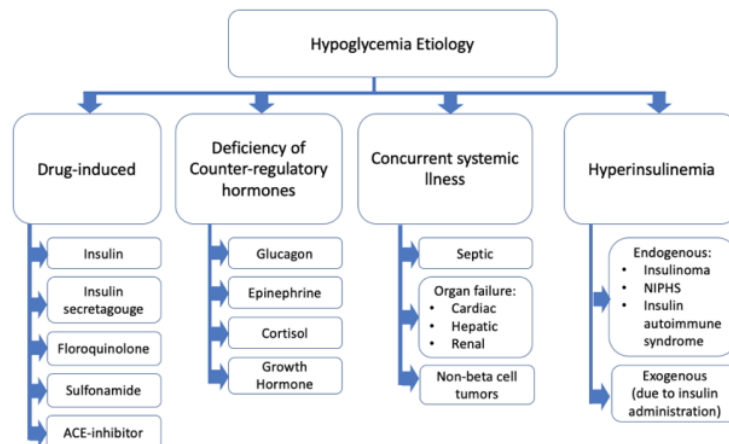 Hypoglycemia Etiology
Drug-induced
Insulin
Insulin
secretagouge
Floroquinolone
Sulfonamide
ACE-inhibitor
Deficiency of
Counter-regulatory
hormones
Glucagon
Epinephrine
Cortisol
Growth
Hormone
Concurrent systemic
llness
Septic
Organ failure:
• Cardiac
• Hepatic
• Renal
Non-beta cell
tumors
Hyperinsulinemia
Endogenous:
• Insulinoma
• NIPHS
• Insulin
autoimmune
syndrome
Exogenous
(due to insulin
administration)